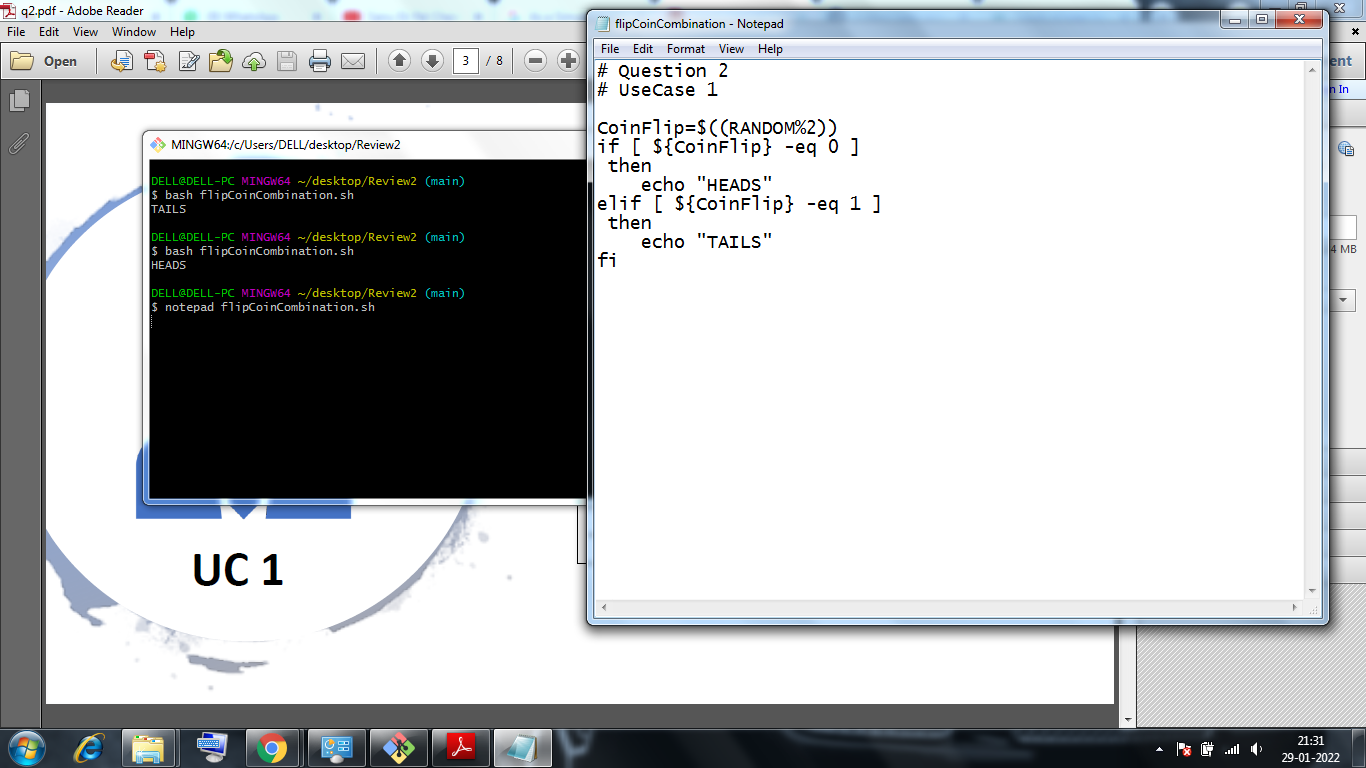 q2.pdf - Adobe Reader
File Edit View Window Help
Open
3 / 8
MINGW64:/c/Users/DELL/desktop/Review2
DELL@DELL-PC MINGW64 ~/desktop/Review2 (main)
$ bash flipCoinCombination.sh
TAILS
DELL@DELL-PC MINGW64 ~/desktop/Review2 (main)
$ bash flipCoinCombination.sh
HEADS
DELL@DELL-PC MINGW64 ~/desktop/Review2 (main)
$ notepad flipCoinCombination.sh
UC 1
flipCoinCombination - Notepad
File Edit Format View Help
# Question 2
# UseCase 1
CoinFlip=$((RANDOM%2))
if [ ${CoinFlip} -eq 0 ]
then
echo "HEADS"
elif [ ${CoinFlip} -eq 1 ]
then
echo "TAILS"
fi
ent
n In
4 MB
21:31
29-01-2022